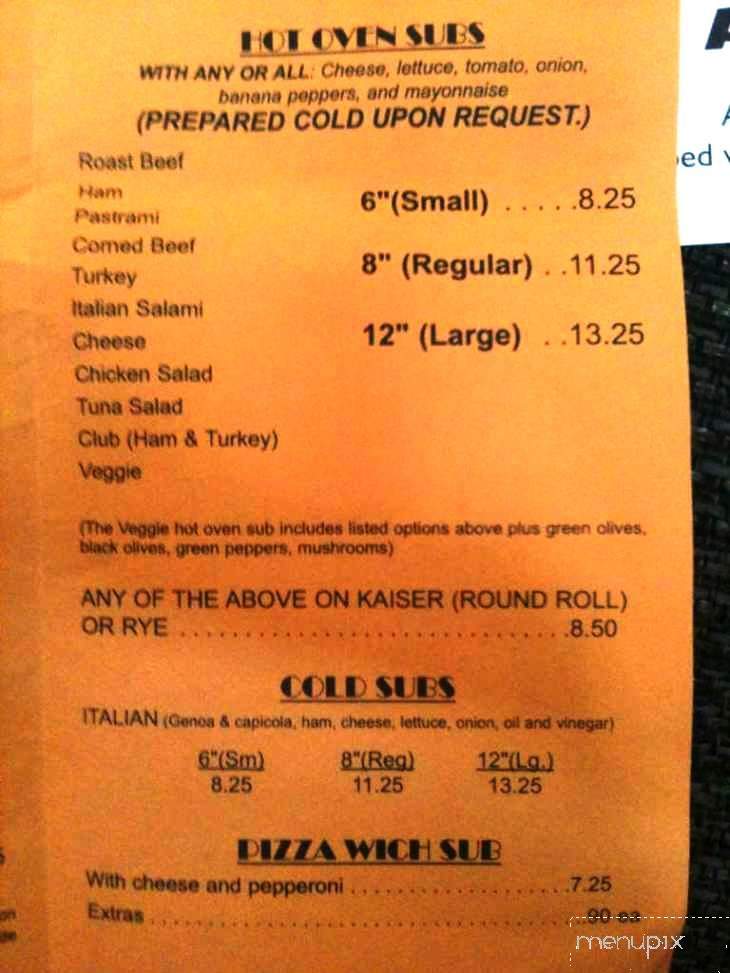 HOT OVEN SUBS
WITH ANY OR ALL: Cheese, lettuce, tomato, onion,
banana peppers, and mayonnaise
(PREPARED COLD UPON REQUEST.)
Roast Beef
Ham
Pastrami
Corned Beef
Turkey
Italian Salami
Cheese
Chicken Salad
Tuna Salad
Club (Ham & Turkey)
Veggie
6"(Small) . . . . .8.25
8" (Regular) . .11.25
12" (Large) . .13.25
(The Veggie hot oven sub includes listed options above plus green olives,
black olives, green peppers, mushrooms)
ANY OF THE ABOVE ON KAISER (ROUND ROLL)
OR RYE . . . . . . . . . . . . . . . . . . . . . . . . . . . . . .8.50
COLD SUBS
ITALIAN (Genoa & capicola, ham, cheese, lettuce, onion, oil and vinegar)
6"(Sm) 8"(Reg) 12"(Lg.)
8.25 11.25 13.25
PIZZA WICH SUB
With cheese and pepperoni . . . . . . . . . . . . . . . . . .7.25
Extras . . . . . . . . . . . . . . . . . . . . . . . . . . . . . . . . .90 ea
menupix